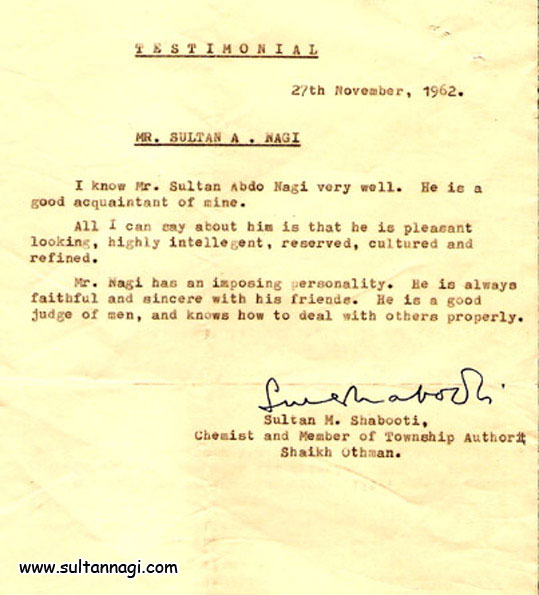 TESTIMONIAL
27th November, 1962.
MR. SULTAN A . NAGI
I know Mr. Sultan Abdo Nagi very well. He is a
good acquaintant of mine.
All I can say about him is that he is pleasant
looking, highly intellegent, reserved, cultured and
refined.
Mr. Nagi has an imposing personality. He is always
faithful and sincere with his friends. He is a good
judge of men, and knows how to deal with others properly.
Sultan M. Shabooti,
Chemist and Member of Township Authori
Shaikh Othman.
www.sultannagi.com